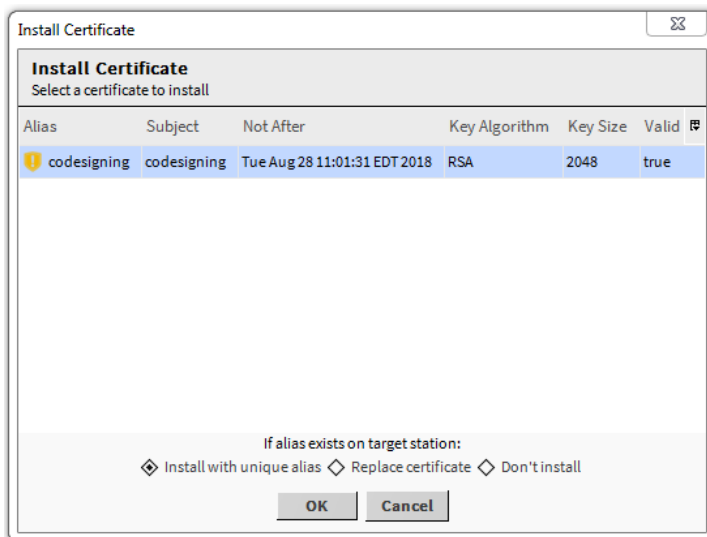 Install Certificate
Install Certificate
Select a certificate to install
Alias Subject Not After Key Algorithm Key Size Valid
codesigning codesigning Tue Aug 28 11:01:31 EDT 2018 RSA 2048 true
If alias exists on target station:
Install with unique alias Replace certificate Don't install
OK Cancel